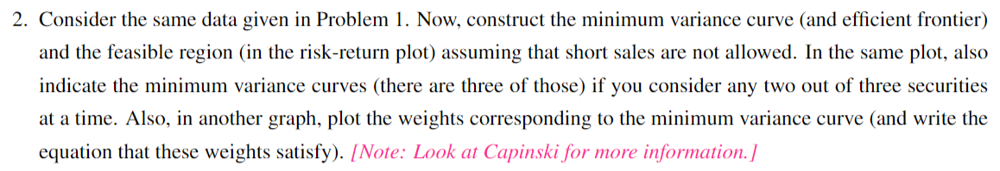 2. Consider the same data given in Problem 1. Now, construct the minimum variance curve (and efficient frontier)
and the feasible region (in the risk-return plot) assuming that short sales are not allowed. In the same plot, also
indicate the minimum variance curves (there are three of those) if you consider any two out of three securities
at a time. Also, in another graph, plot the weights corresponding to the minimum variance curve (and write the
equation that these weights satisfy). [Note: Look at Capinski for more information.]